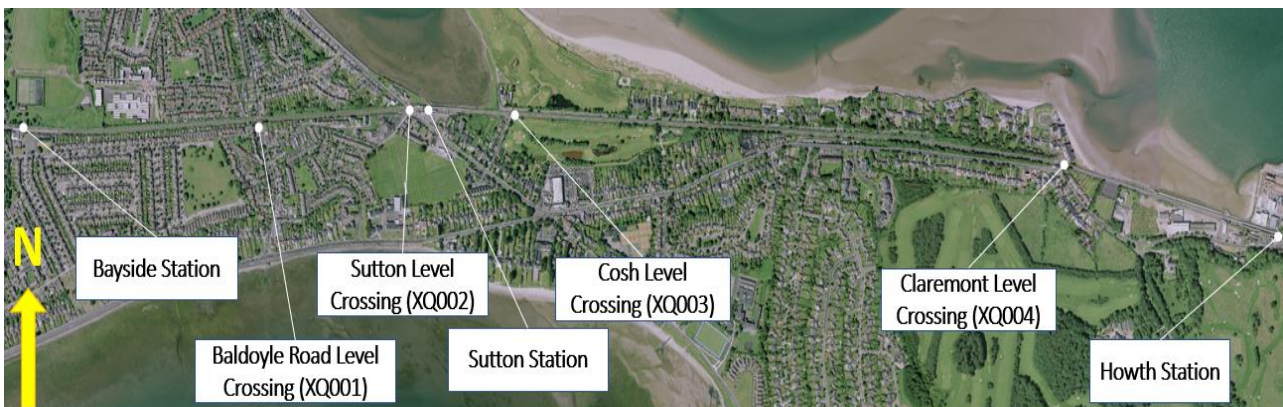 N
Bayside Station
Baldoyle Road Level
Crossing (XQ001)
Sutton Level
Crossing (XQ002)
Sutton Station
Cosh Level
Crossing (XQ003)
Claremont Level
Crossing (XQ004)
Howth Station